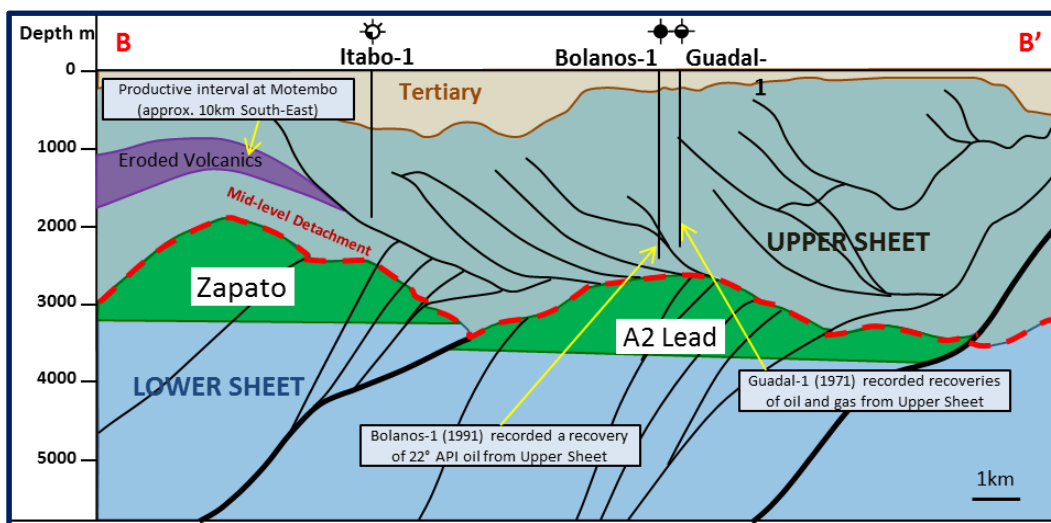 Depth m
B
B'
Itabo-1
Bolanos-1
Guadal-
1
0
Productive interval at Motembo
(approx. 10km South-East)
Tertiary
1000
Eroded Volcanics
Mid-level Detachment
2000
UPPER SHEET
Zapato
3000
A2 Lead
4000
LOWER SHEET
Guadal-1 (1971) recorded recoveries
of oil and gas from Upper Sheet
Bolanos-1 (1991) recorded a recovery
of 22° API oil from Upper Sheet
5000
1km